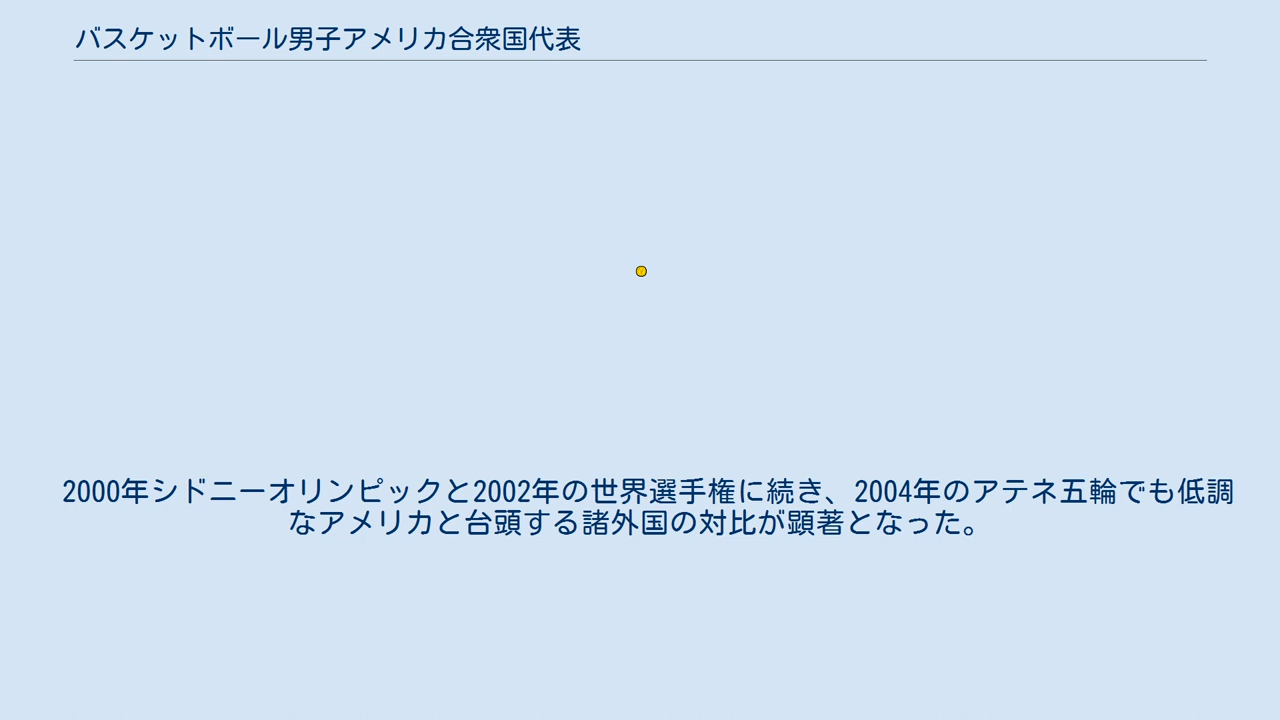 バスケットボール男子アメリカ合衆国代表
2000年シドニーオリンピックと2002年の世界選手権に続き、2004年のアテネ五輪でも低調
なアメリカと台頭する諸外国の対比が顕著となった。